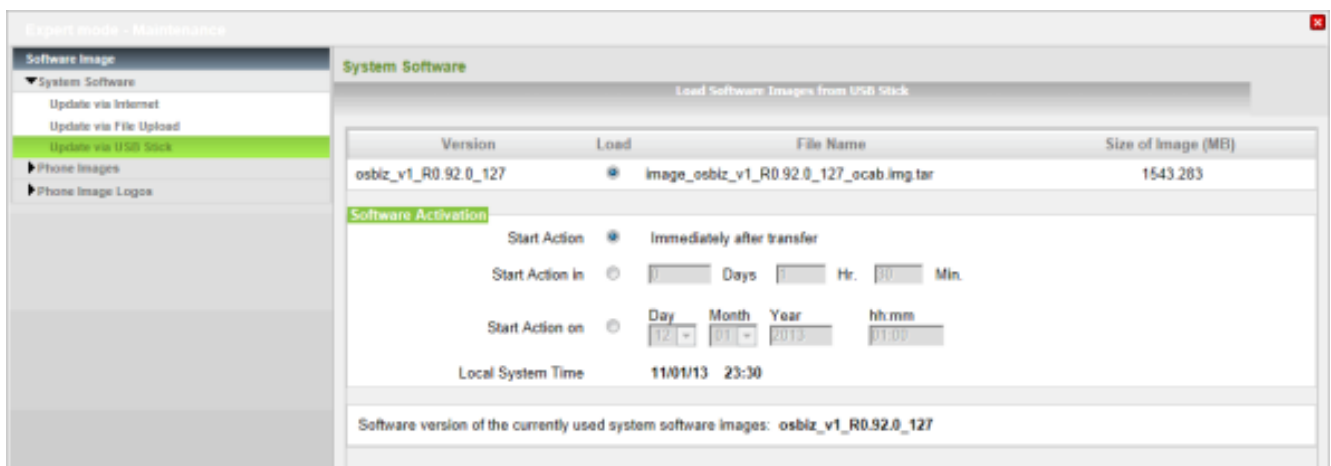 Expert mode - Maintenance
Software Image
System Software
Update via Internet
Update via File Upload
Update via USB Stick
Phone Images
Phone Image Logos
System Software
Load Software Images from USB Stick
Version Load File Name Size of Image (MB)
osbiz_v1_R0.92.0_127 image_osbiz_v1_R0.92.0_127_ocab.img.tar 1543.283
Software Activation
Start Action Immediately after transfer
Start Action in 0 Days 1 Hr. 30 Min.
Day Month Year hh:mm
Start Action on 12 01 2013 01:00
Local System Time 11/01/13 23:30
Software version of the currently used system software images: osbiz_v1_R0.92.0_127